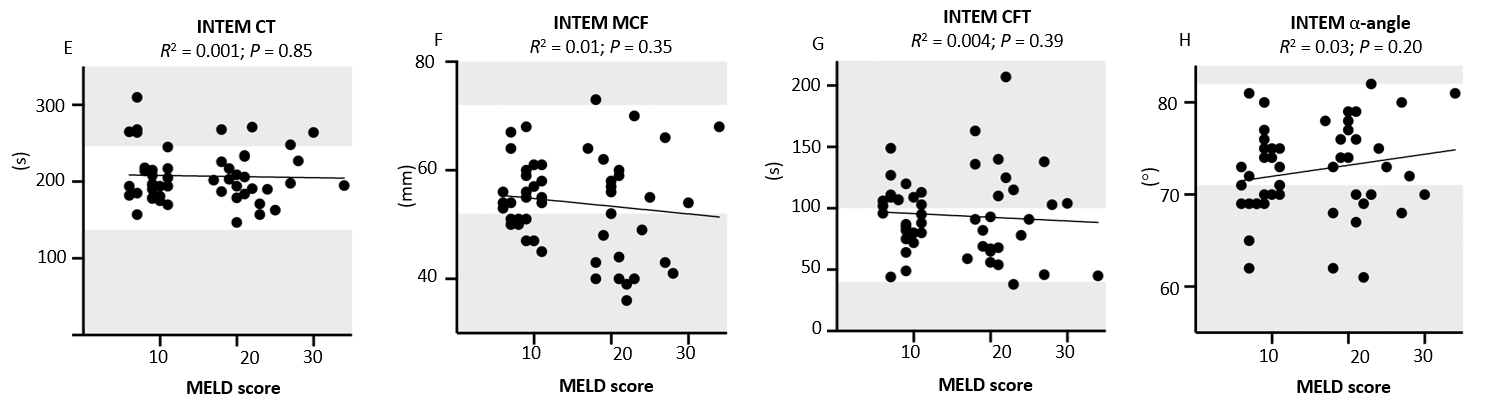 E
INTEM CT
R² = 0.001; P = 0.85
300
200
100
(s)
10
20
30
MELD score
F
INTEM MCF
R² = 0.01; P = 0.35
80
60
40
(mm)
10
20
30
MELD score
G
INTEM CFT
R² = 0.004; P = 0.39
200
150
100
50
0
(s)
10
20
30
MELD score
H
INTEM α-angle
R² = 0.03; P = 0.20
80
70
60
(°)
10
20
30
MELD score